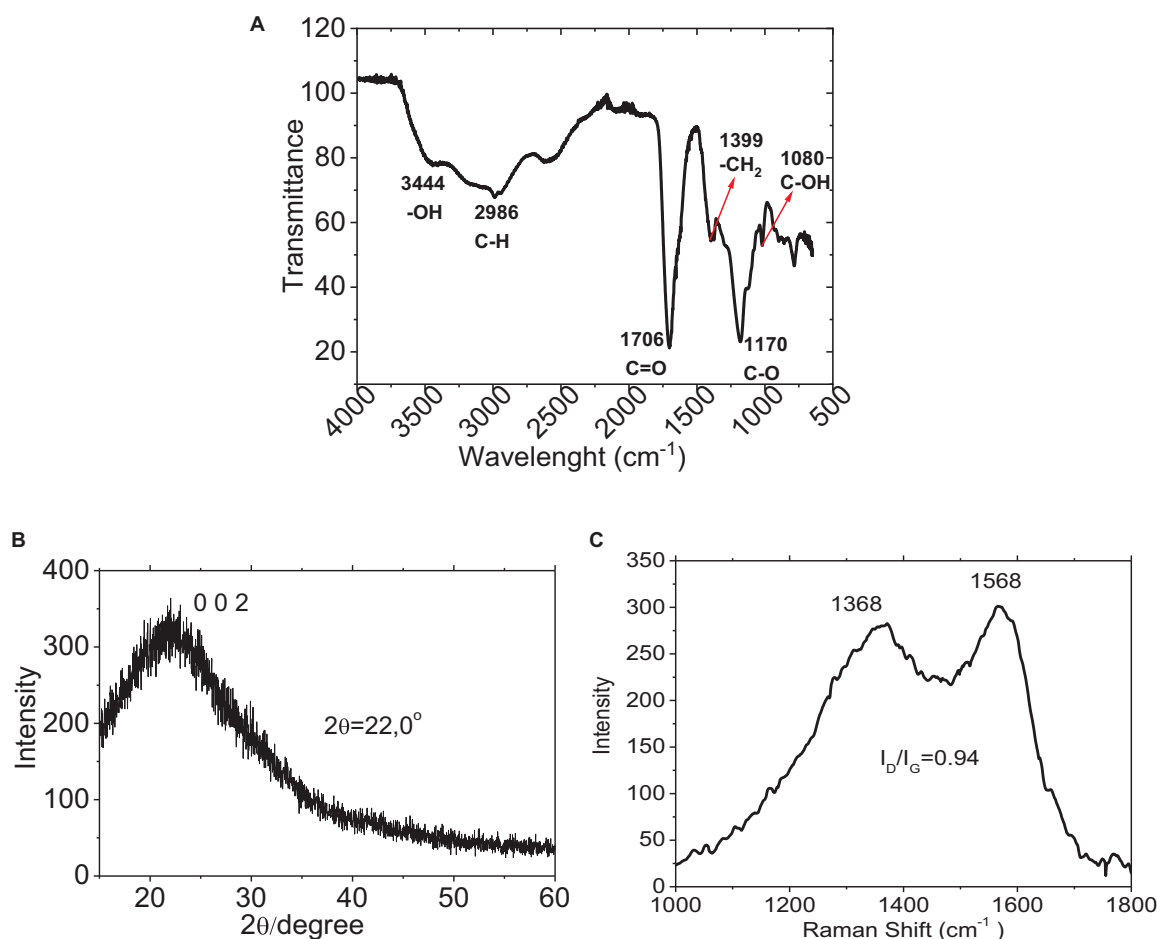 A
120
100
80
60
40
20
Transmittance
3444
-OH
2986
C-H
1706
C=O
1399
-CH₂
1170
C-O
1080
C-OH
4000
3500
3000
2500
2000
1500
1000
500
Wavelenght (cm⁻¹)
B
400
300
200
100
0
Intensity
0 0 2
2θ=22,0°
20
30
40
50
60
2θ/degree
C
350
300
250
200
150
100
50
0
Intensity
1368
1568
I_D/I_G=0.94
1000
1200
1400
1600
1800
Raman Shift (cm⁻¹)